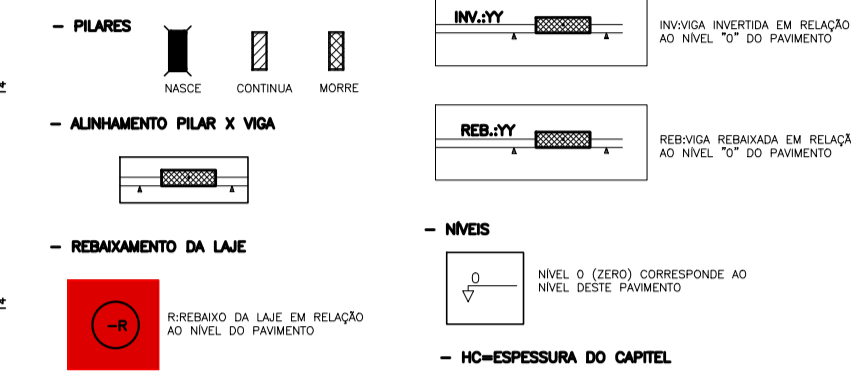 – PILARES
NASCE CONTINUA MORRE
– ALINHAMENTO PILAR X VIGA
– REBAIXAMENTO DA LAJE
–R
R:REBAIXO DA LAJE EM RELAÇÃO
AO NÍVEL DO PAVIMENTO
INV.:YY
INV:VIGA INVERTIDA EM RELAÇÃO
AO NÍVEL "0" DO PAVIMENTO
REB.:YY
REB:VIGA REBAIXADA EM RELAÇÃ
AO NÍVEL "0" DO PAVIMENTO
– NÍVEIS
0
NÍVEL 0 (ZERO) CORRESPONDE AO
NÍVEL DESTE PAVIMENTO
– HC=ESPESSURA DO CAPITEL